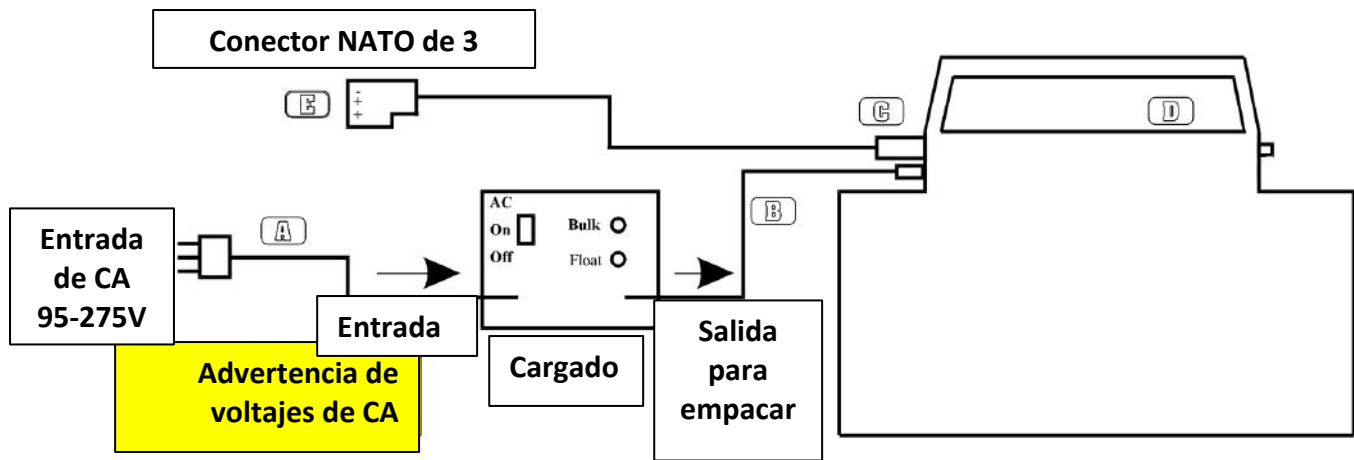 Conector NATO de 3
E
-
+
+
C
D
Entrada
de CA
95-275V
A
AC
On
Off
Bulk
Float
B
Entrada
Cargado
Salida
para
empacar
Advertencia de
voltajes de CA